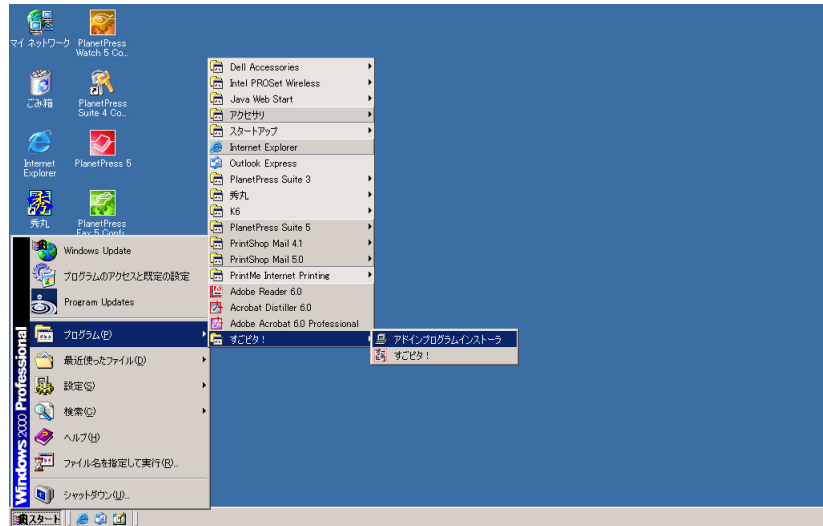 マイ ネットワーク
PlanetPress
Watch 5 Co...
ごみ箱
PlanetPress
Suite 4 Co...
Internet
Explorer
PlanetPress 5
秀丸
PlanetPress
Fax 5 Confi
Dell Accessories
Intel PROSet Wireless
Java Web Start
アクセサリ
スタートアップ
Internet Explorer
Outlook Express
PlanetPress Suite 3
秀丸
K6
PlanetPress Suite 5
PrintShop Mail 4.1
PrintShop Mail 5.0
PrintMe Internet Printing
Adobe Reader 6.0
Acrobat Distiller 6.0
Adobe Acrobat 6.0 Professional
すごピタ！
アドインプログラムインストーラ
すごピタ！
Windows Update
プログラムのアクセスと既定の設定
Program Updates
プログラム(P)
最近使ったファイル(D)
設定(S)
検索(C)
ヘルプ(H)
ファイル名を指定して実行(R)...
シャットダウン(U)...
Windows 2000 Professional
スタート